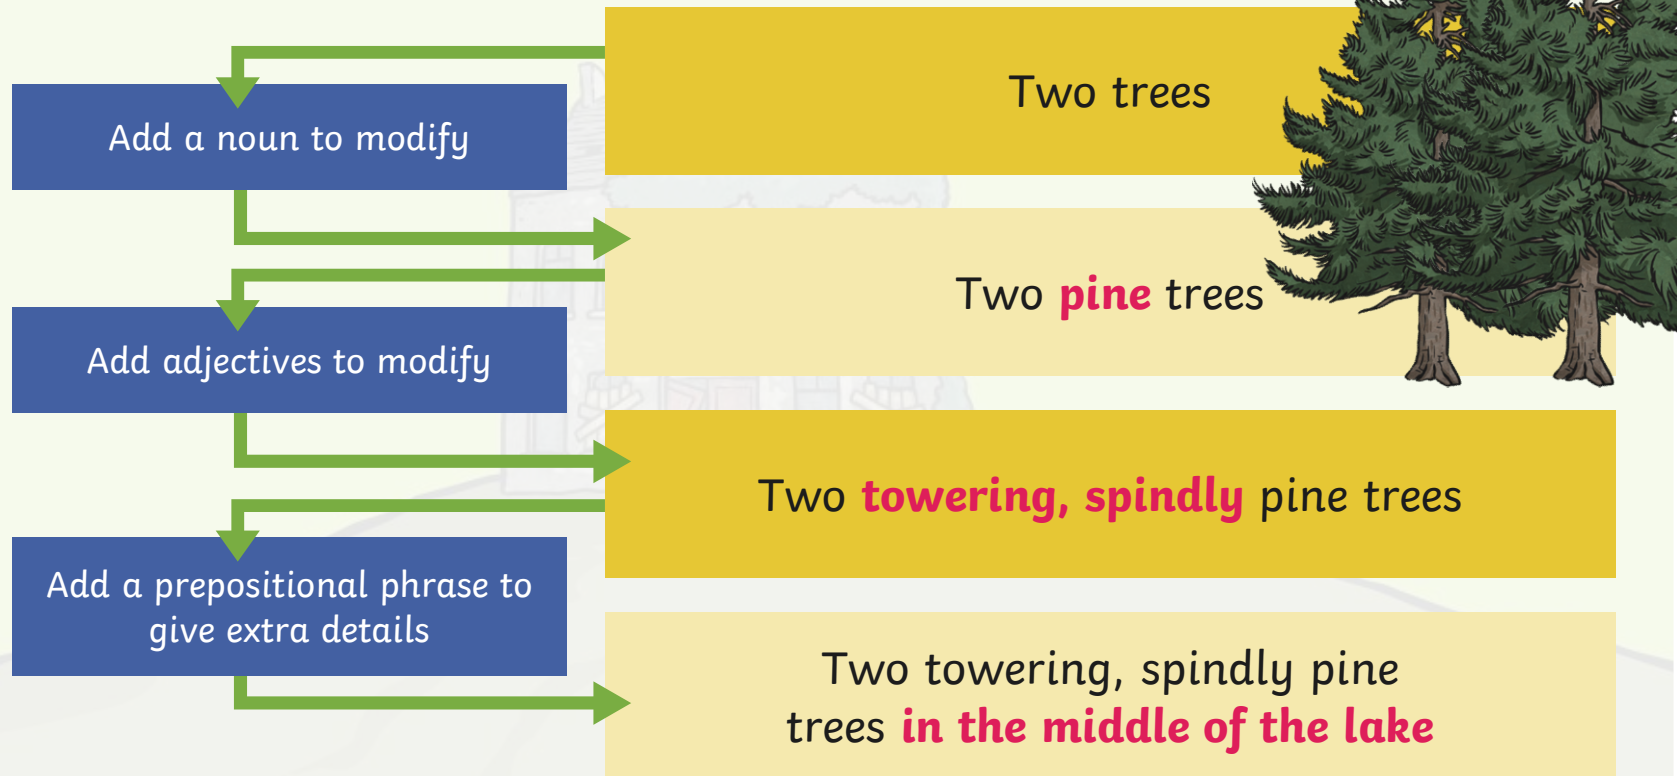 Two trees
Add a noun to modify
Two pine trees
Add adjectives to modify
Two towering, spindly pine trees
Add a prepositional phrase to
give extra details
Two towering, spindly pine
trees in the middle of the lake